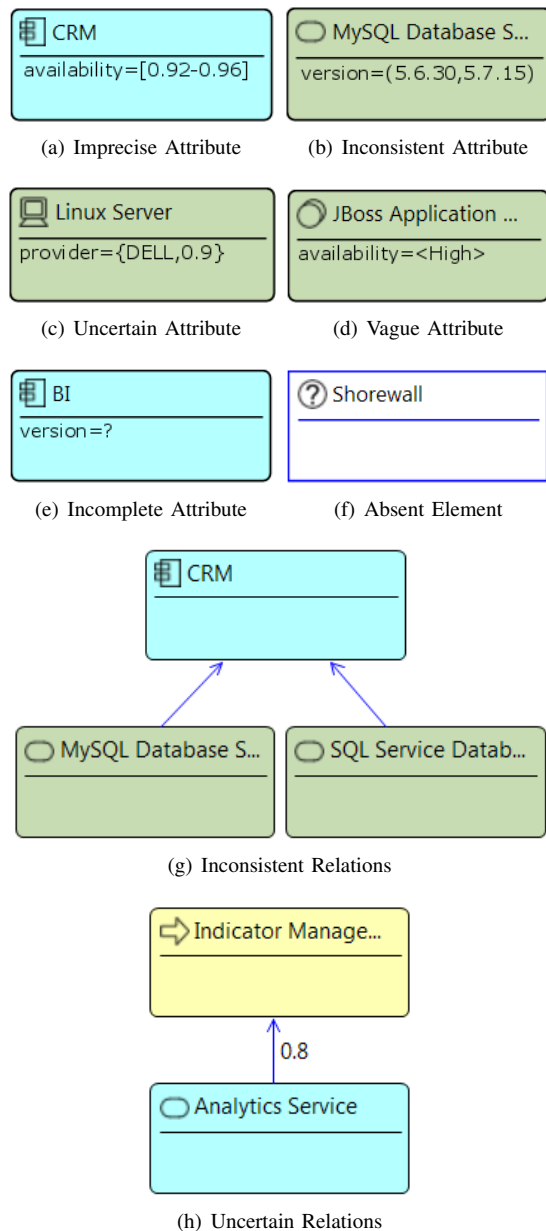 CRM
availability=[0.92-0.96]
(a) Imprecise Attribute
MySQL Database S...
version=(5.6.30,5.7.15)
(b) Inconsistent Attribute
Linux Server
provider={DELL,0.9}
(c) Uncertain Attribute
JBoss Application ...
availability=<High>
(d) Vague Attribute
BI
version=?
(e) Incomplete Attribute
? Shorewall
(f) Absent Element
CRM
MySQL Database S...
SQL Service Datab...
(g) Inconsistent Relations
Indicator Manage...
0.8
Analytics Service
(h) Uncertain Relations